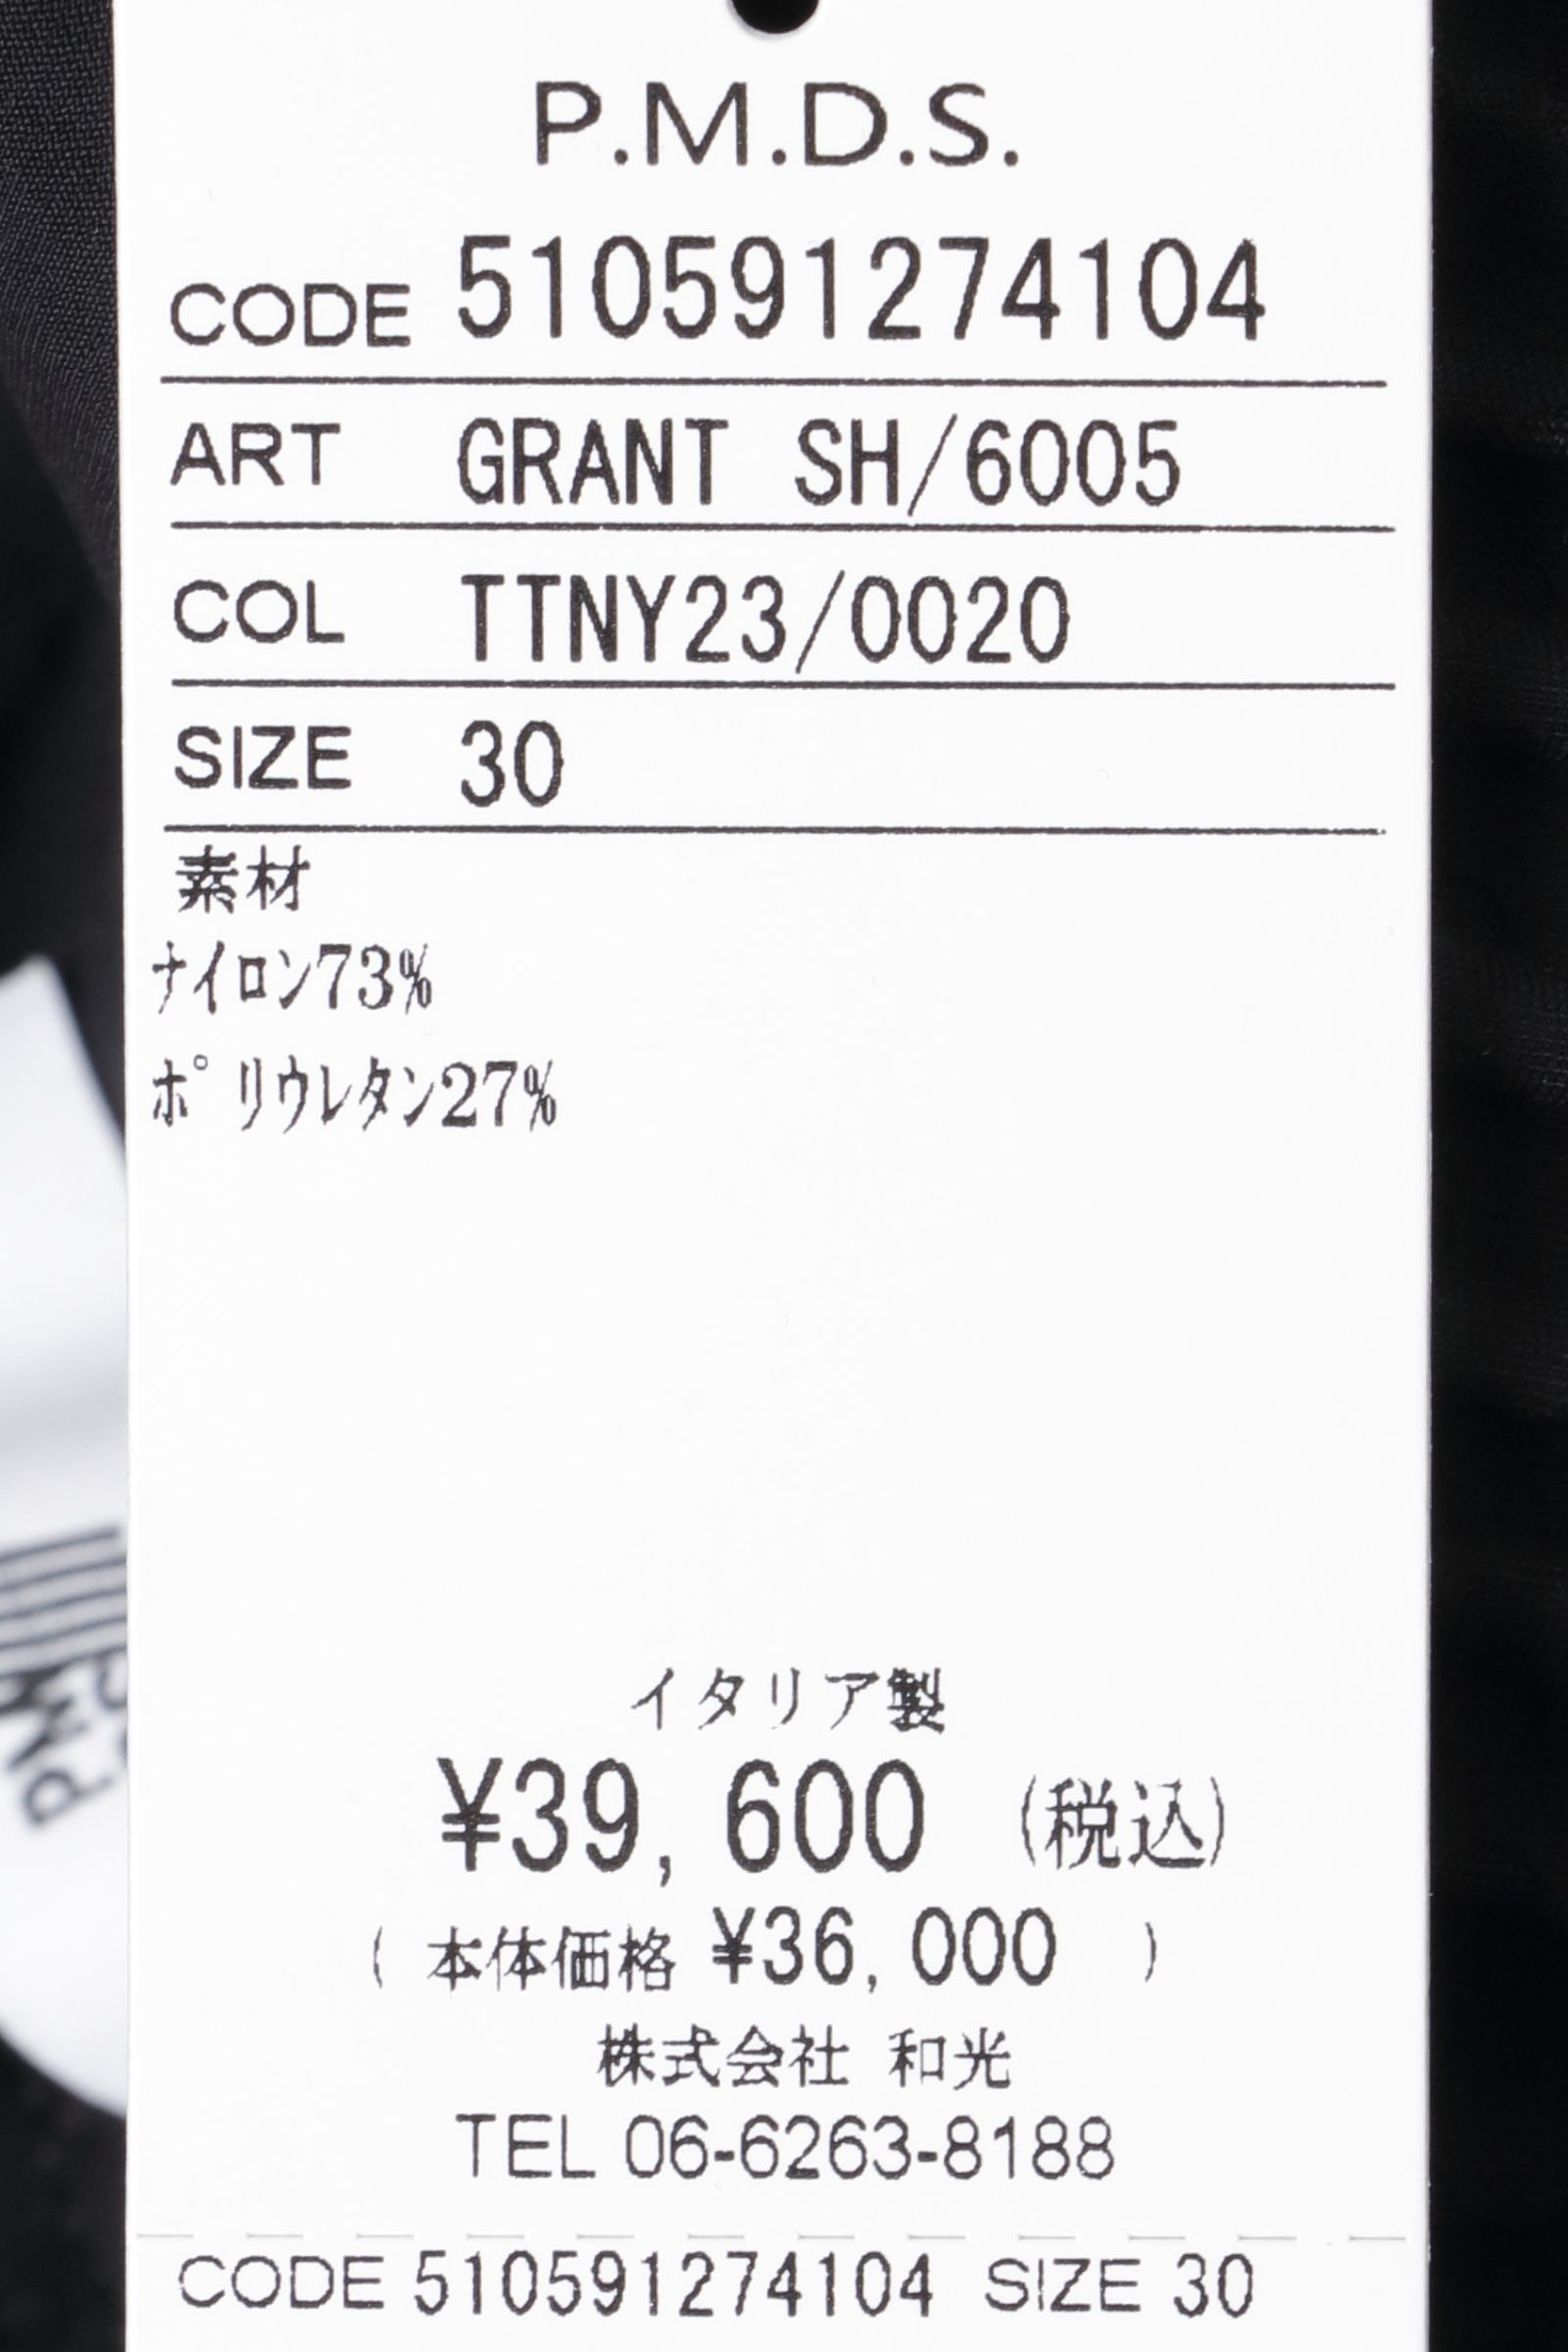 P.M.D.S.
CODE 510591274104
ART GRANT SH/6005
COL TTNY23/0020
SIZE 30
素材
ﾅｲﾛﾝ73%
ﾎﾟﾘｳﾚﾀﾝ27%
イタリア製
¥39,600 (税込)
( 本体価格 ¥36,000 )
株式会社 和光
TEL 06-6263-8188
CODE 510591274104 SIZE 30
PM